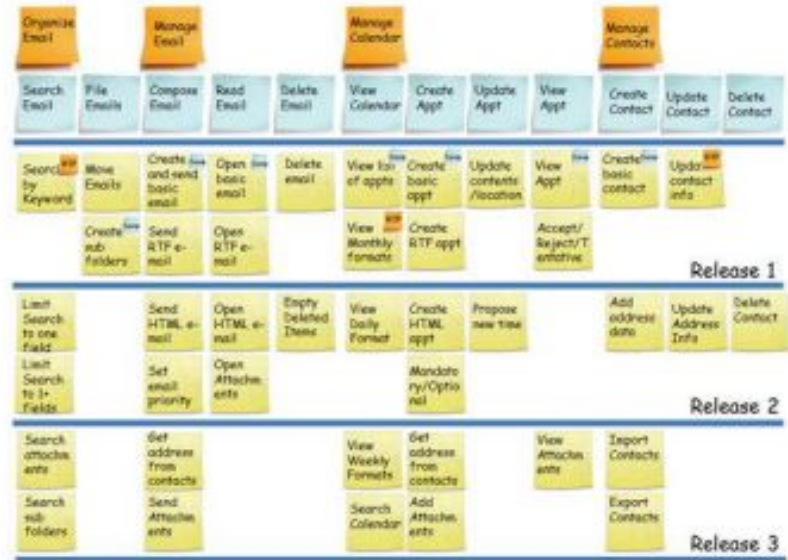 Organize
Email
Manage
Email
Manage
Calendar
Manage
Contacts
Search
Email
File
Emails
Compose
Email
Read
Email
Delete
Email
View
Calendar
Create
Appt
Update
Appt
View
Appt
Create
Contact
Update
Contact
Delete
Contact
Search
by
Keyword
Move
Emails
Create
and send
basic
email
Open
basic
email
Delete
email
View list
of appts
Create
basic
appt
Update
contents
/location
View
Appt
Create
basic
contact
Update
contact
info
Create
sub
folders
Send
RTF e-
mail
Open
RTF e-
mail
View
Monthly
formats
Create
RTF appt
Accept/
Reject/T
entative
Release 1
Limit
Search
to one
field
Send
HTML e-
mail
Open
HTML e-
mail
Empty
Deleted
Items
View
Daily
Format
Create
HTML
appt
Propose
new time
Add
address
data
Update
Address
Info
Delete
Contact
Limit
Search
to 1+
fields
Set
email
priority
Open
Attachm
ents
Mandato
ry/Optio
nal
Release 2
Search
attachm
ents
Get
address
from
contacts
View
Weekly
Formats
Get
address
from
contacts
View
Attachm
ents
Import
Contacts
Search
sub
folders
Send
Attachm
ents
Search
Calendar
Add
Attachm
ents
Export
Contacts
Release 3